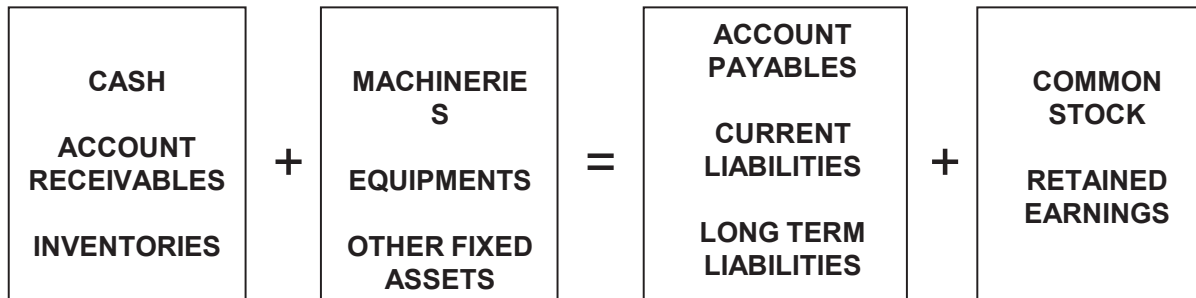 CASH
ACCOUNT
RECEIVABLES
INVENTORIES
+
MACHINERIE
S
EQUIPMENTS
OTHER FIXED
ASSETS
=
ACCOUNT
PAYABLES
CURRENT
LIABILITIES
LONG TERM
LIABILITIES
+
COMMON
STOCK
RETAINED
EARNINGS